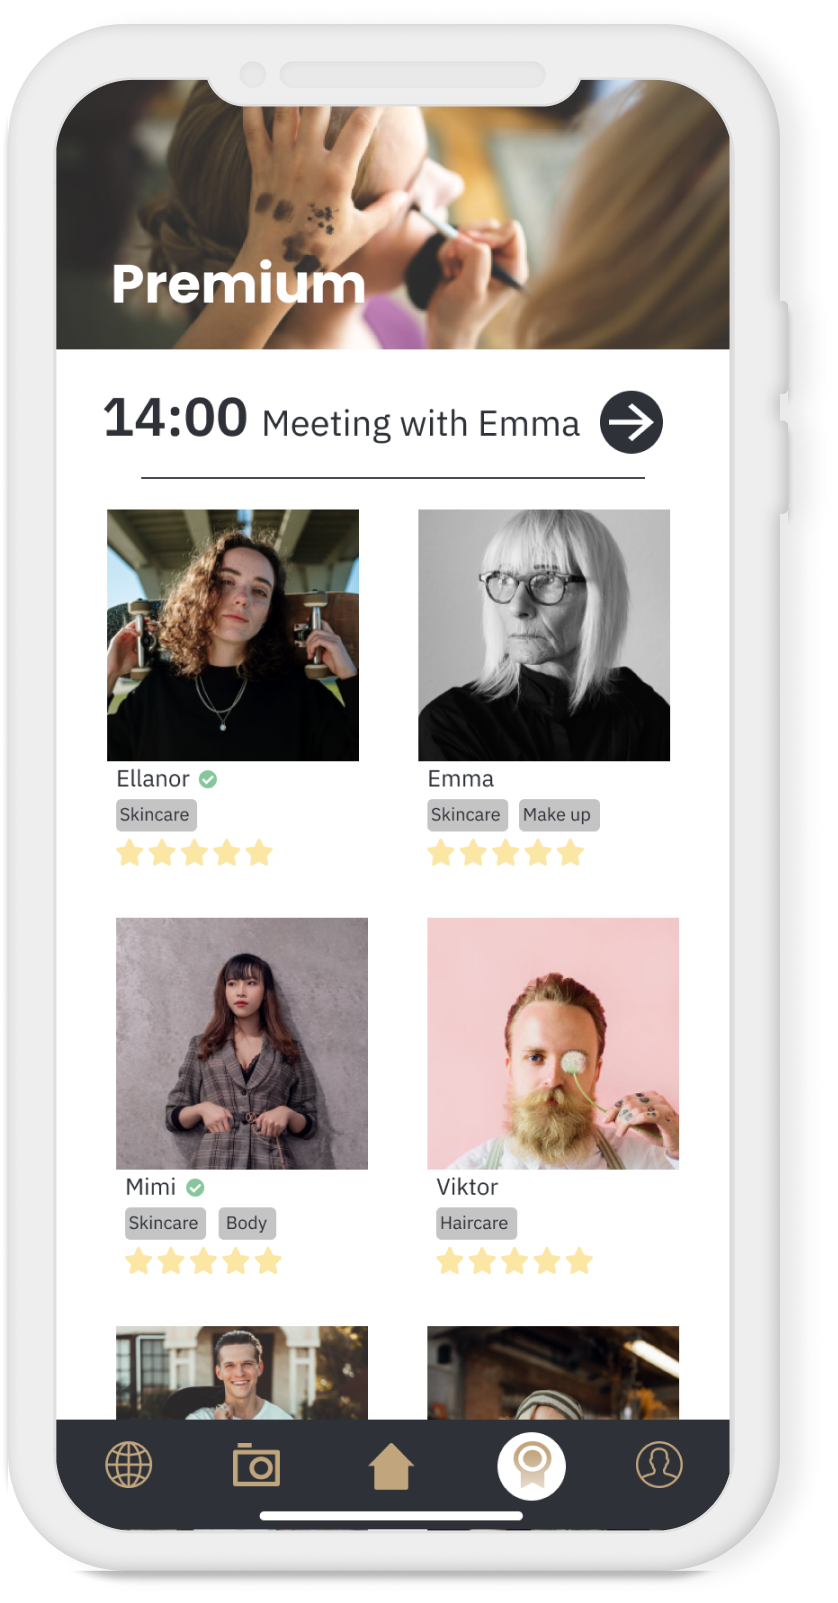 Premium
14:00 Meeting with Emma
Ellanor
Skincare
Emma
Skincare Make up
Mimi
Skincare Body
Viktor
Haircare